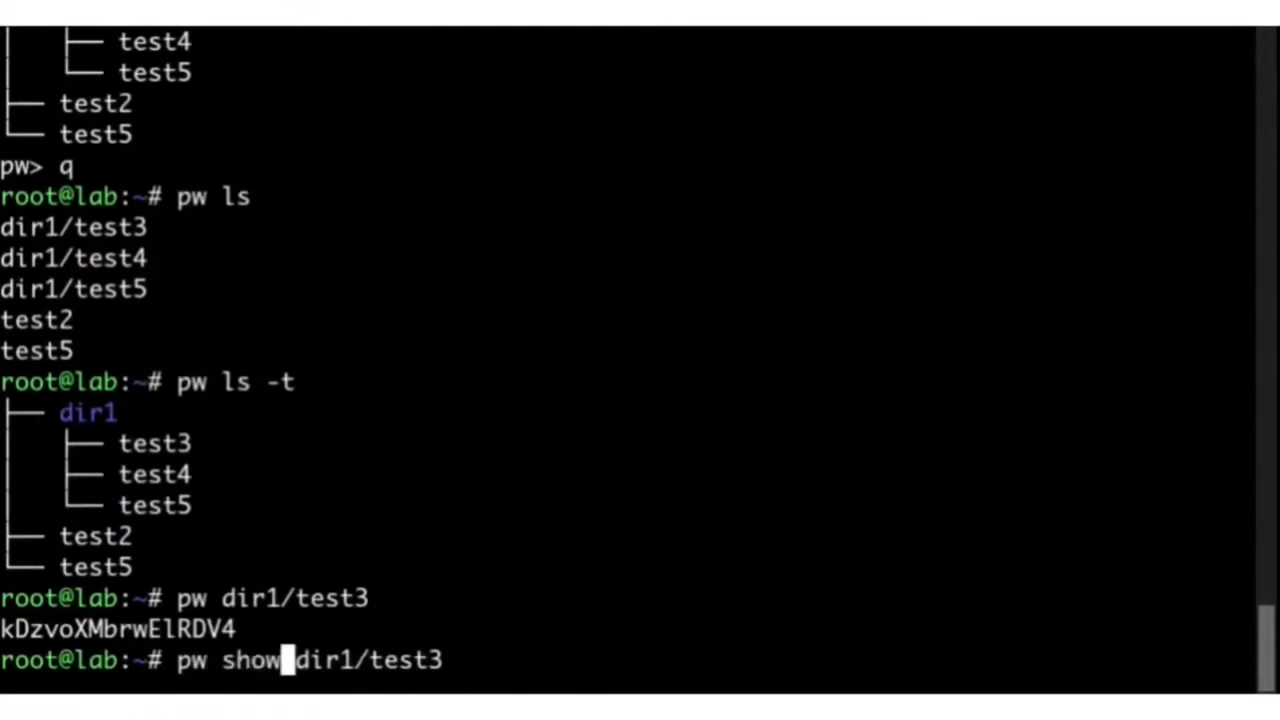 │   ├── test4
│   └── test5
├── test2
└── test5
pw> q
root@lab:~# pw ls
dir1/test3
dir1/test4
dir1/test5
test2
test5
root@lab:~# pw ls -t
├── dir1
│   ├── test3
│   ├── test4
│   └── test5
├── test2
└── test5
root@lab:~# pw dir1/test3
kDzvoXMbrwElRDV4
root@lab:~# pw show dir1/test3